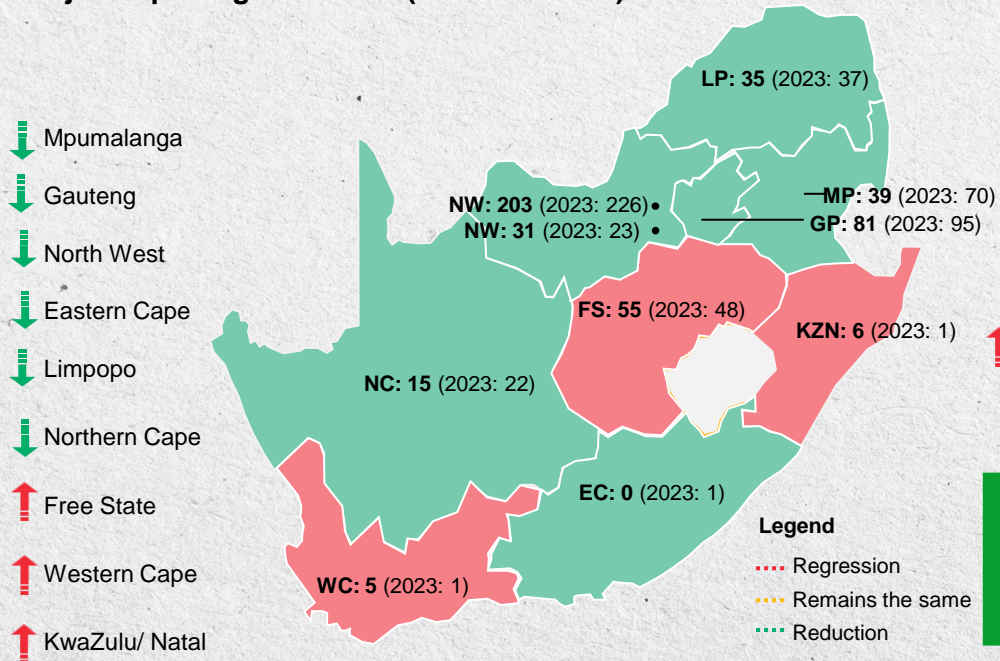 Mpumalanga
Gauteng
North West
Eastern Cape
Limpopo
Northern Cape
Free State
Western Cape
KwaZulu/ Natal
LP: 35 (2023: 37)
NW: 203 (2023: 226)
NW: 31 (2023: 23)
MP: 39 (2023: 70)
GP: 81 (2023: 95)
FS: 55 (2023: 48)
KZN: 6 (2023: 1)
NC: 15 (2023: 22)
EC: 0 (2023: 1)
WC: 5 (2023: 1)
Legend
Regression
Remains the same
Reduction